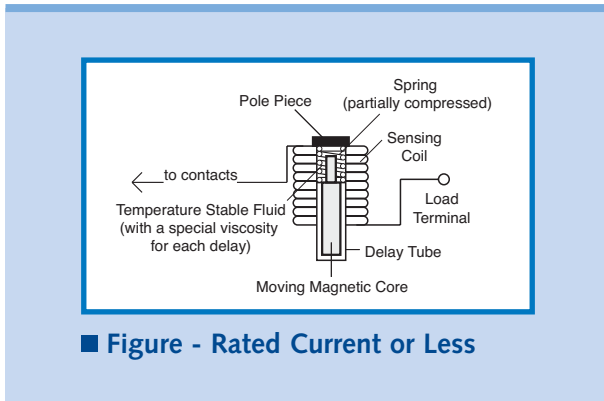 Spring
(partially compressed)
Pole Piece
Sensing
Coil
to contacts
Load
Terminal
Temperature Stable Fluid
(with a special viscosity
for each delay)
Delay Tube
Moving Magnetic Core
Figure - Rated Current or Less